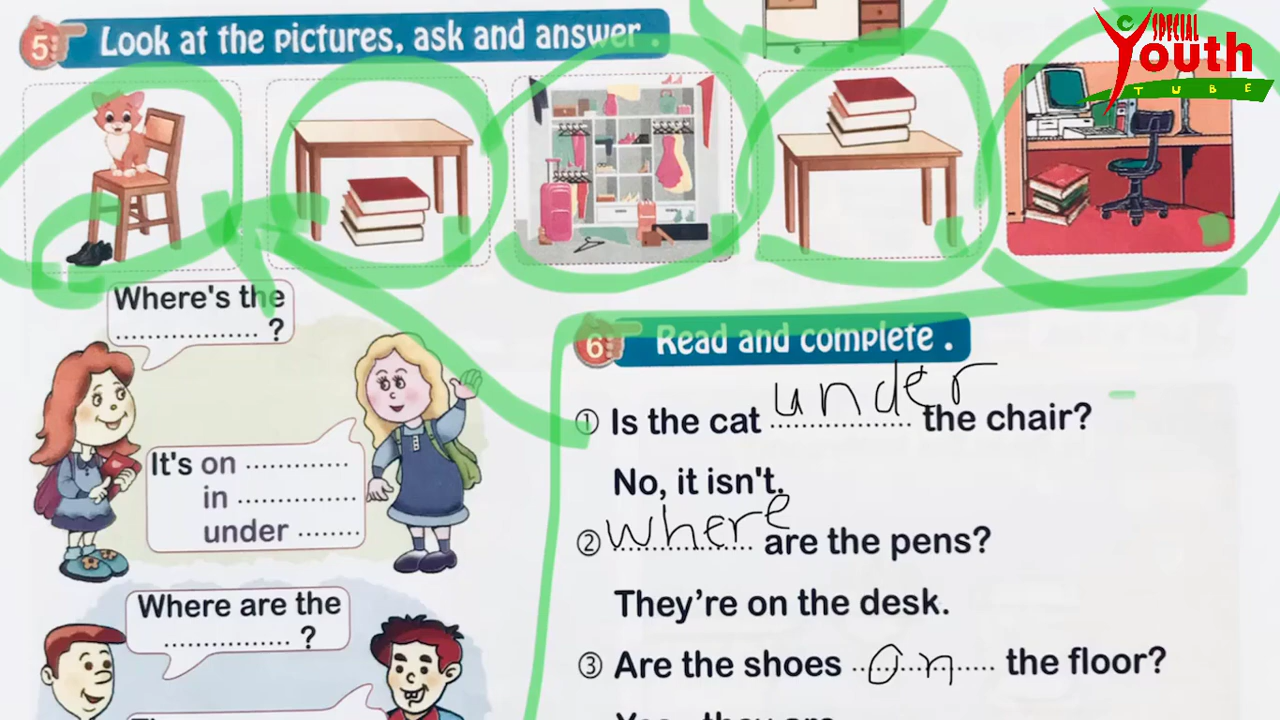 SPECIAL
Youth
TUBE
5 Look at the pictures, ask and answer .
Where's the
.................... ?
It's on ..............
in ................
under ........
Where are the
................. ?
6 Read and complete .
① Is the cat under the chair?
No, it isn't.
② where are the pens?
They're on the desk.
③ Are the shoes on the floor?